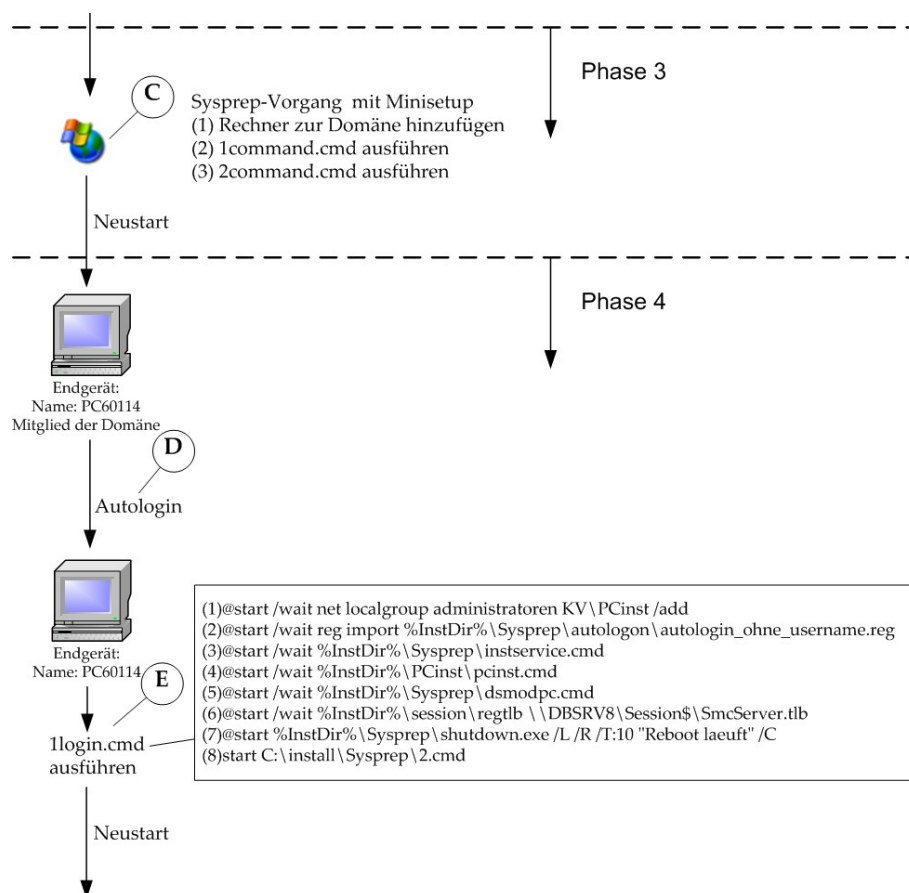 Phase 3
C
Sysprep-Vorgang mit Minisetup
(1) Rechner zur Domäne hinzufügen
(2) 1command.cmd ausführen
(3) 2command.cmd ausführen
Neustart
Phase 4
Endgerät:
Name: PC60114
Mitglied der Domäne
D
Autologin
Endgerät:
Name: PC60114
E
1login.cmd
ausführen
(1)@start /wait net localgroup administratoren KV\PCinst /add
(2)@start /wait reg import %InstDir%\Sysprep\autologon\autologin_ohne_username.reg
(3)@start /wait %InstDir%\Sysprep\instservice.cmd
(4)@start /wait %InstDir%\PCinst\pcinst.cmd
(5)@start /wait %InstDir%\Sysprep\dsmodpc.cmd
(6)@start /wait %InstDir%\session\regtlb \\DBSRV8\Session$\SmcServer.tlb
(7)@start %InstDir%\Sysprep\shutdown.exe /L /R /T:10 "Reboot laeuft" /C
(8)start C:\install\Sysprep\2.cmd
Neustart